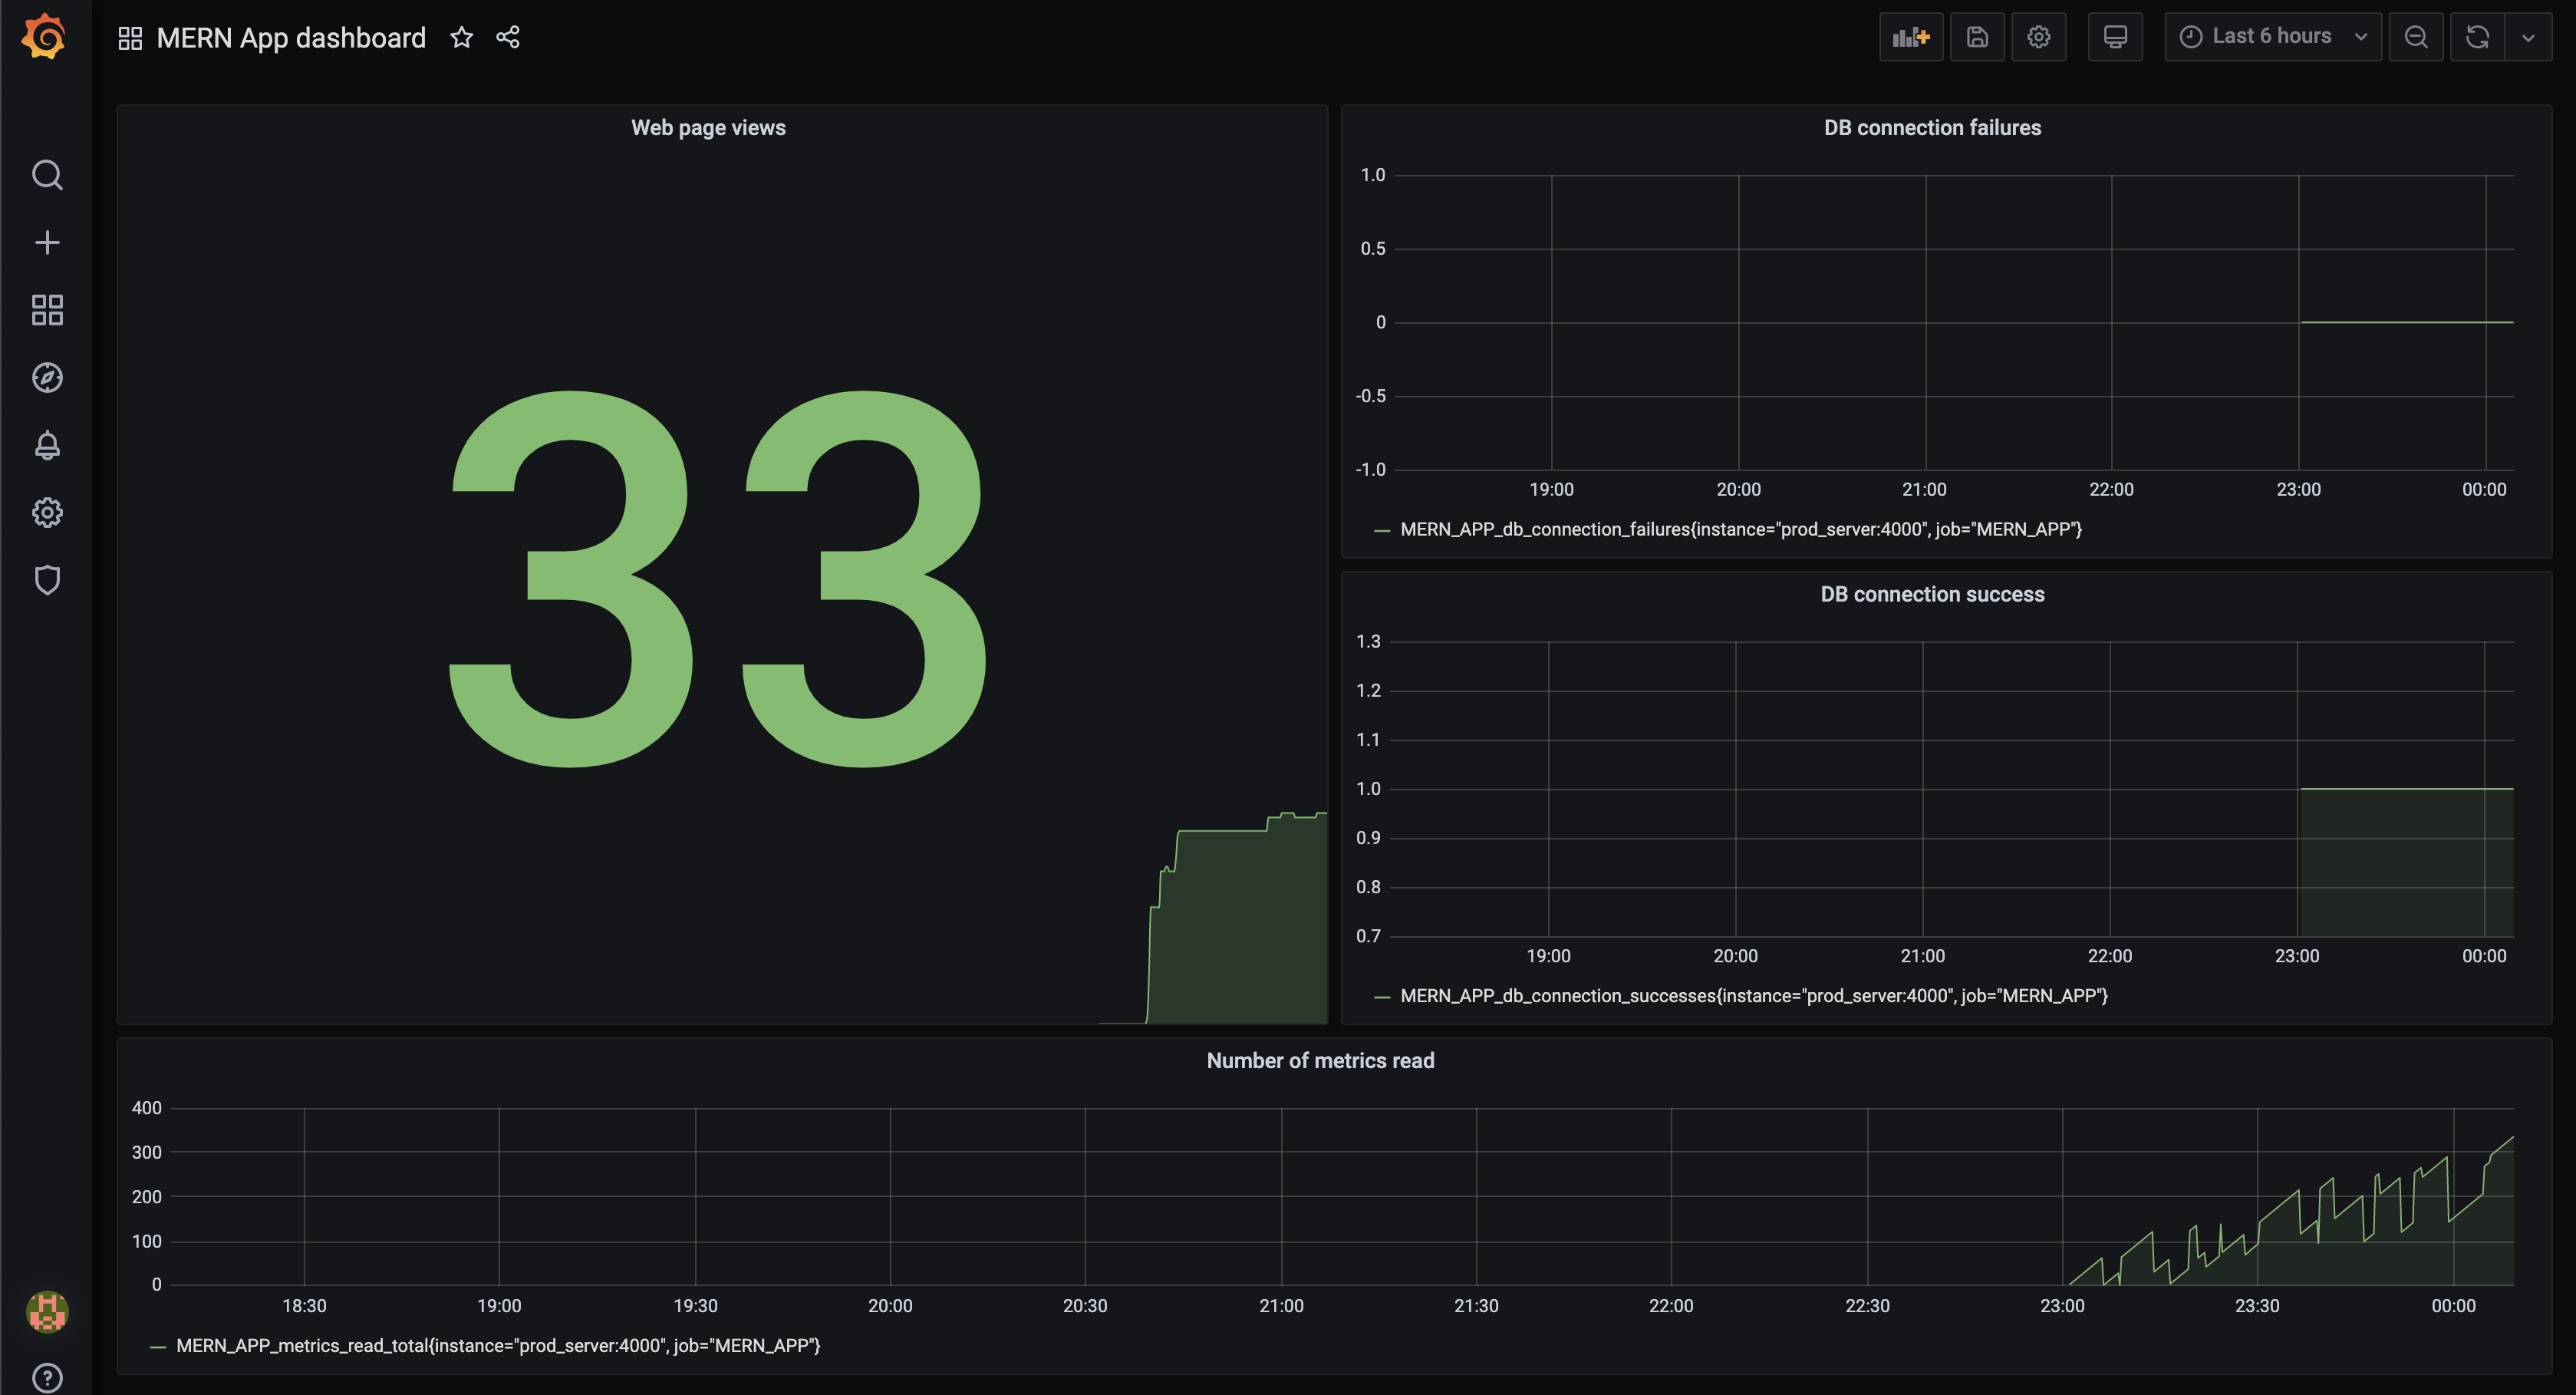 MERN App dashboard
Last 6 hours
Web page views
33
DB connection failures
1.0
0.5
0
-0.5
-1.0
19:00 20:00 21:00 22:00 23:00 00:00
MERN_APP_db_connection_failures{instance="prod_server:4000", job="MERN_APP"}
DB connection success
1.3
1.2
1.1
1.0
0.9
0.8
0.7
19:00 20:00 21:00 22:00 23:00 00:00
MERN_APP_db_connection_successes{instance="prod_server:4000", job="MERN_APP"}
Number of metrics read
400
300
200
100
0
18:30 19:00 19:30 20:00 20:30 21:00 21:30 22:00 22:30 23:00 23:30 00:00
MERN_APP_metrics_read_total{instance="prod_server:4000", job="MERN_APP"}